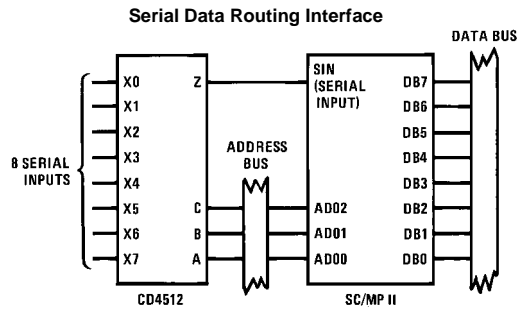 Serial Data Routing Interface
DATA BUS
8 SERIAL
INPUTS
X0
X1
X2
X3
X4
X5
X6
X7
Z
C
B
A
CD4512
ADDRESS
BUS
SIN
(SERIAL
INPUT)
AD02
AD01
AD00
DB7
DB6
DB5
DB4
DB3
DB2
DB1
DB0
SC/MP II